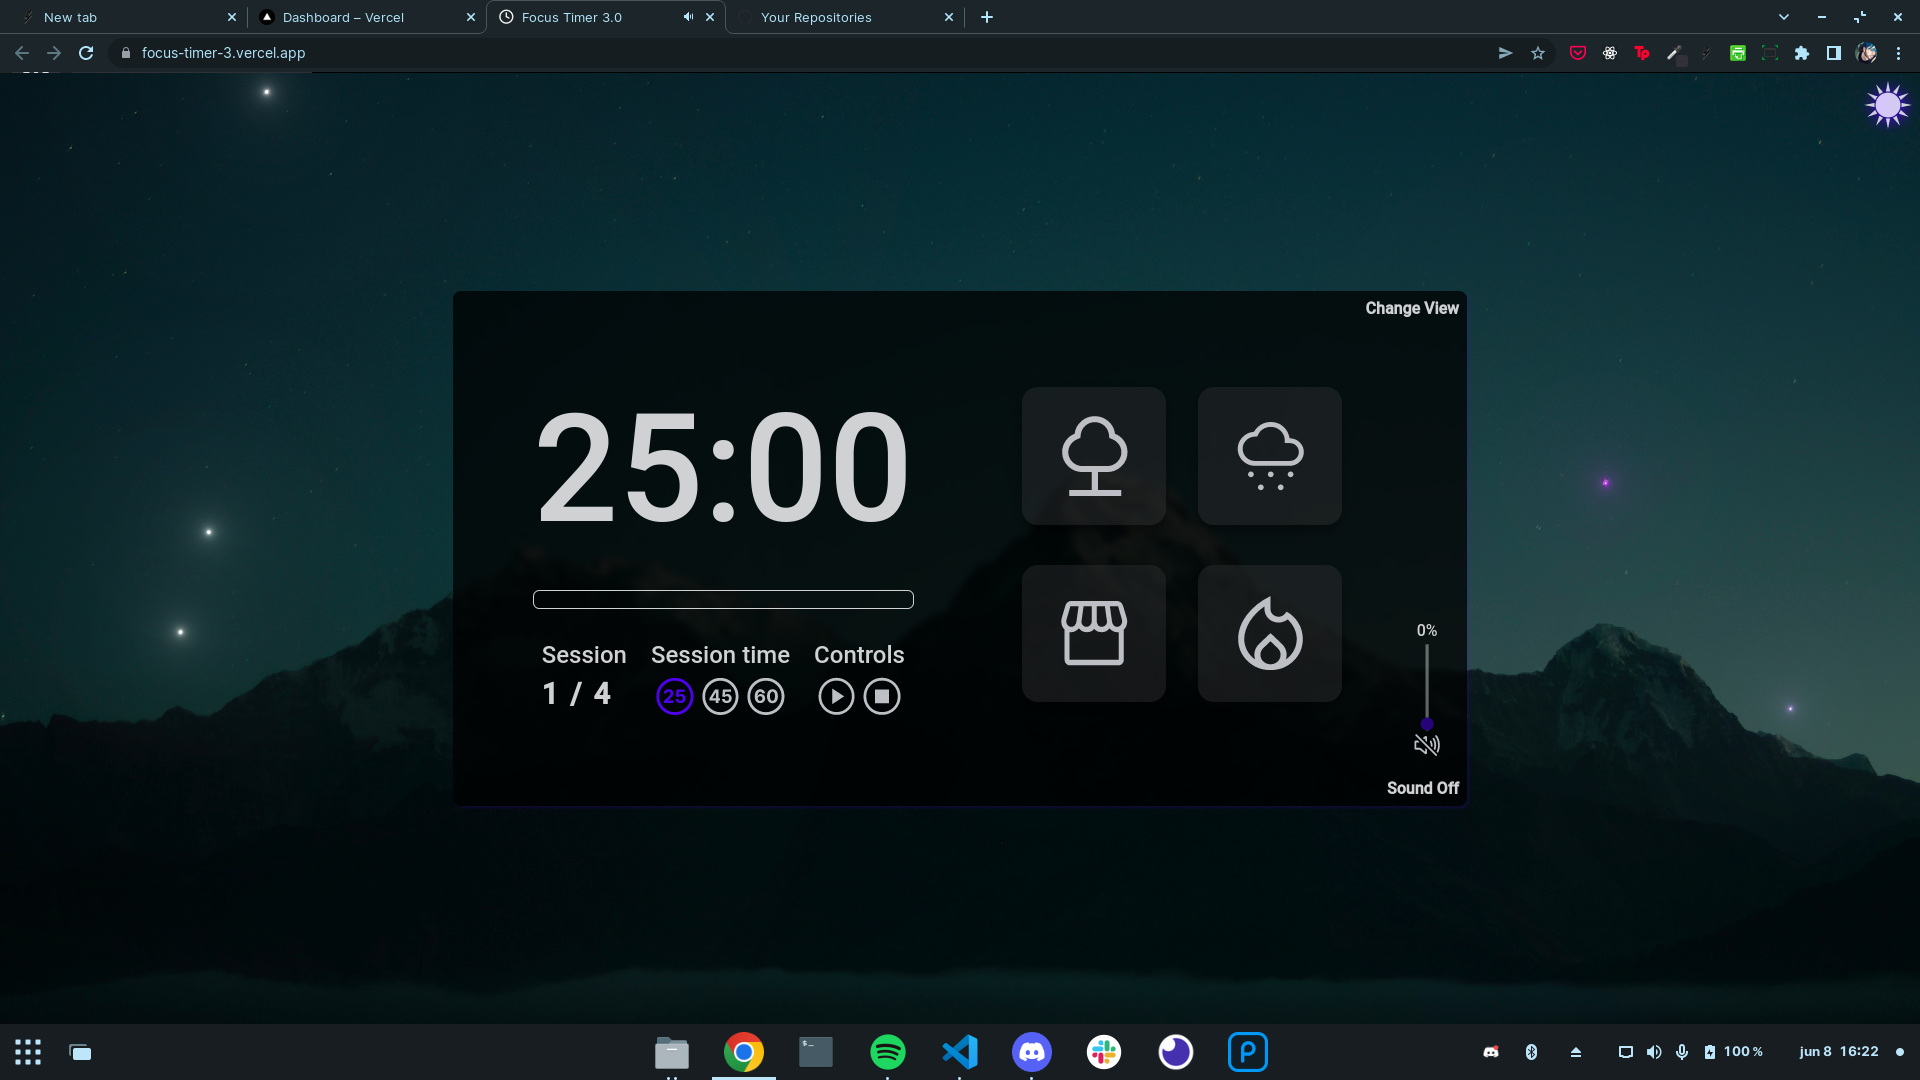 New tab
Dashboard – Vercel
Focus Timer 3.0
Your Repositories
focus-timer-3.vercel.app
Tp
Change View
25:00
Session
Session time
Controls
1 / 4
25
45
60
0%
Sound Off
$_
100 %
jun 8 16:22